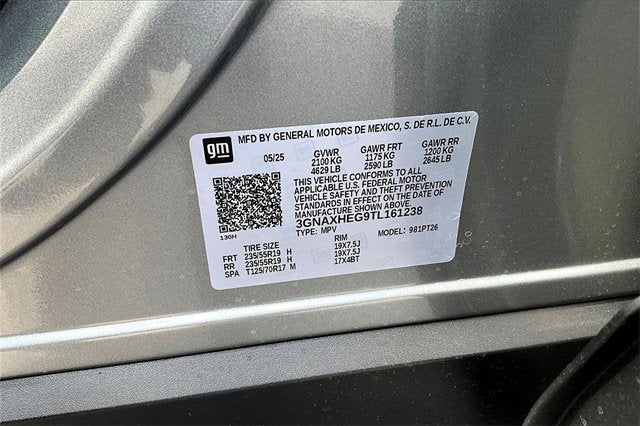 gm
MFD BY GENERAL MOTORS DE MEXICO, S. DE R.L. DE C.V.
05/25 GVWR GAWR FRT GAWR RR
2100 KG 1175 KG 1200 KG
4629 LB 2590 LB 2645 LB
THIS VEHICLE CONFORMS TO ALL
APPLICABLE U.S. FEDERAL MOTOR
VEHICLE SAFETY AND THEFT PREVENTION
STANDARDS IN EFFECT ON THE DATE OF
MANUFACTURE SHOWN ABOVE.
3GNAXHEG9TL161238
130H TYPE: MPV MODEL: 981PT26
TIRE SIZE RIM
FRT 235/55R19 H 19X7.5J
RR 235/55R19 H 19X7.5J
SPA T125/70R17 M 17X4BT